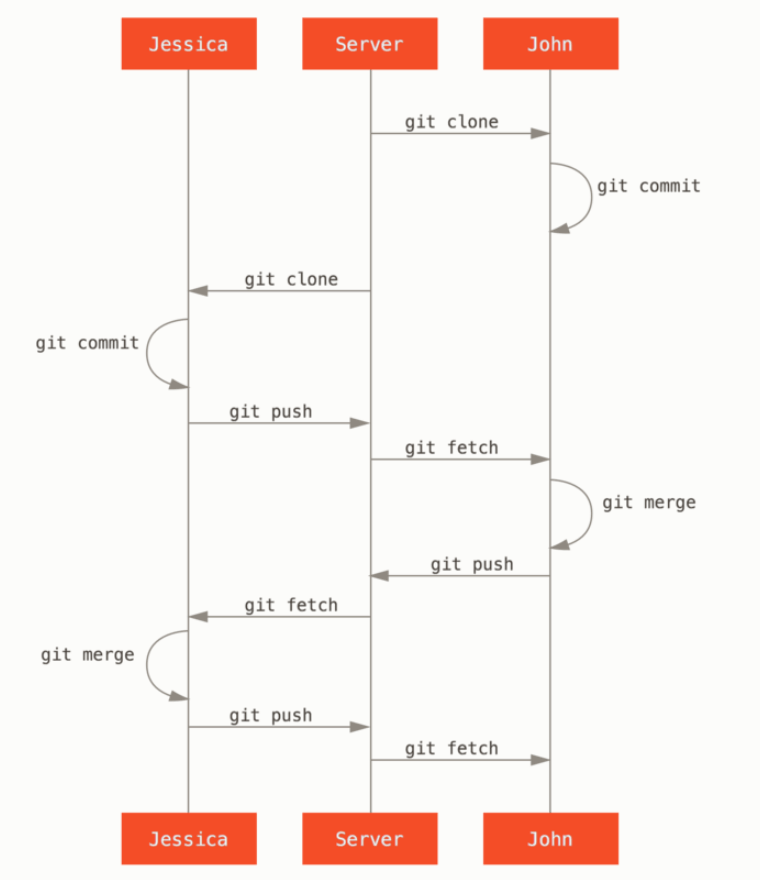 Jessica
Server
John
git clone
git commit
git clone
git commit
git push
git fetch
git merge
git push
git fetch
git merge
git push
git fetch
Jessica
Server
John